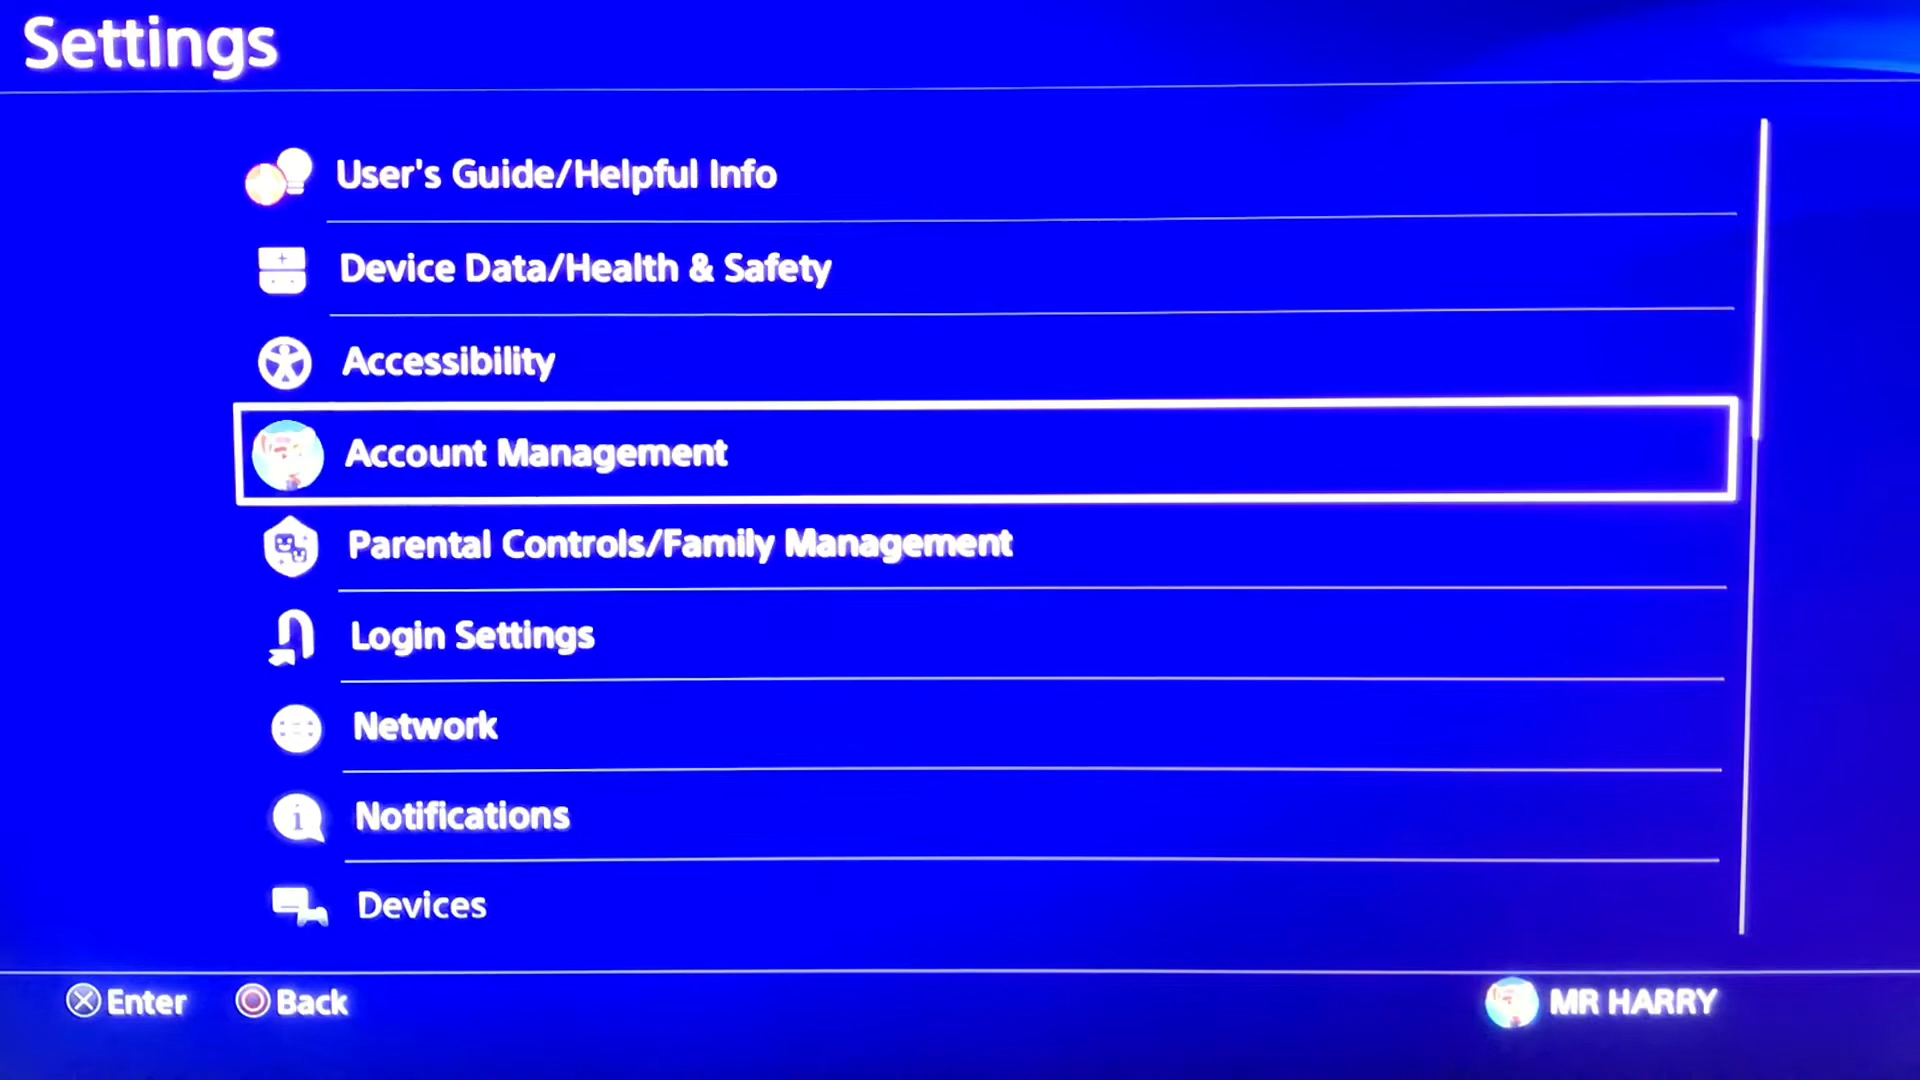 Settings
User's Guide/Helpful Info
Device Data/Health & Safety
Accessibility
Account Management
Parental Controls/Family Management
Login Settings
Network
Notifications
Devices
Enter Back MR HARRY